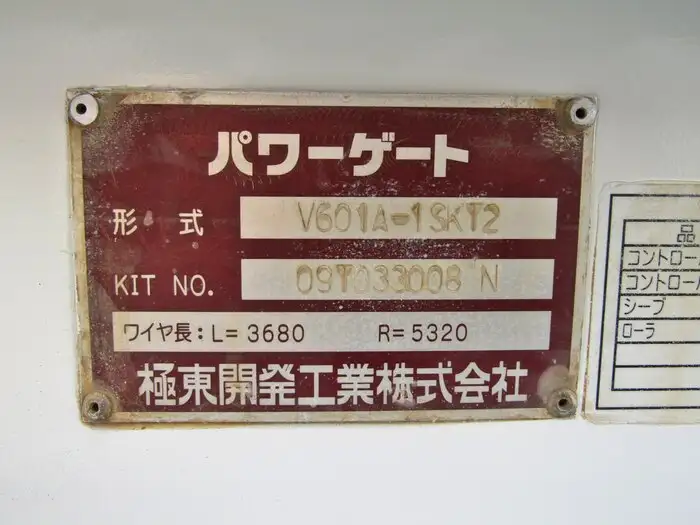 パワーゲート
形式 V601A-1SKT2
KIT NO. 09T033008 N
ワイヤ長:L=3680 R=5320
極東開発工業株式会社
品
コントロー
コントロー
シーブ
ローラ